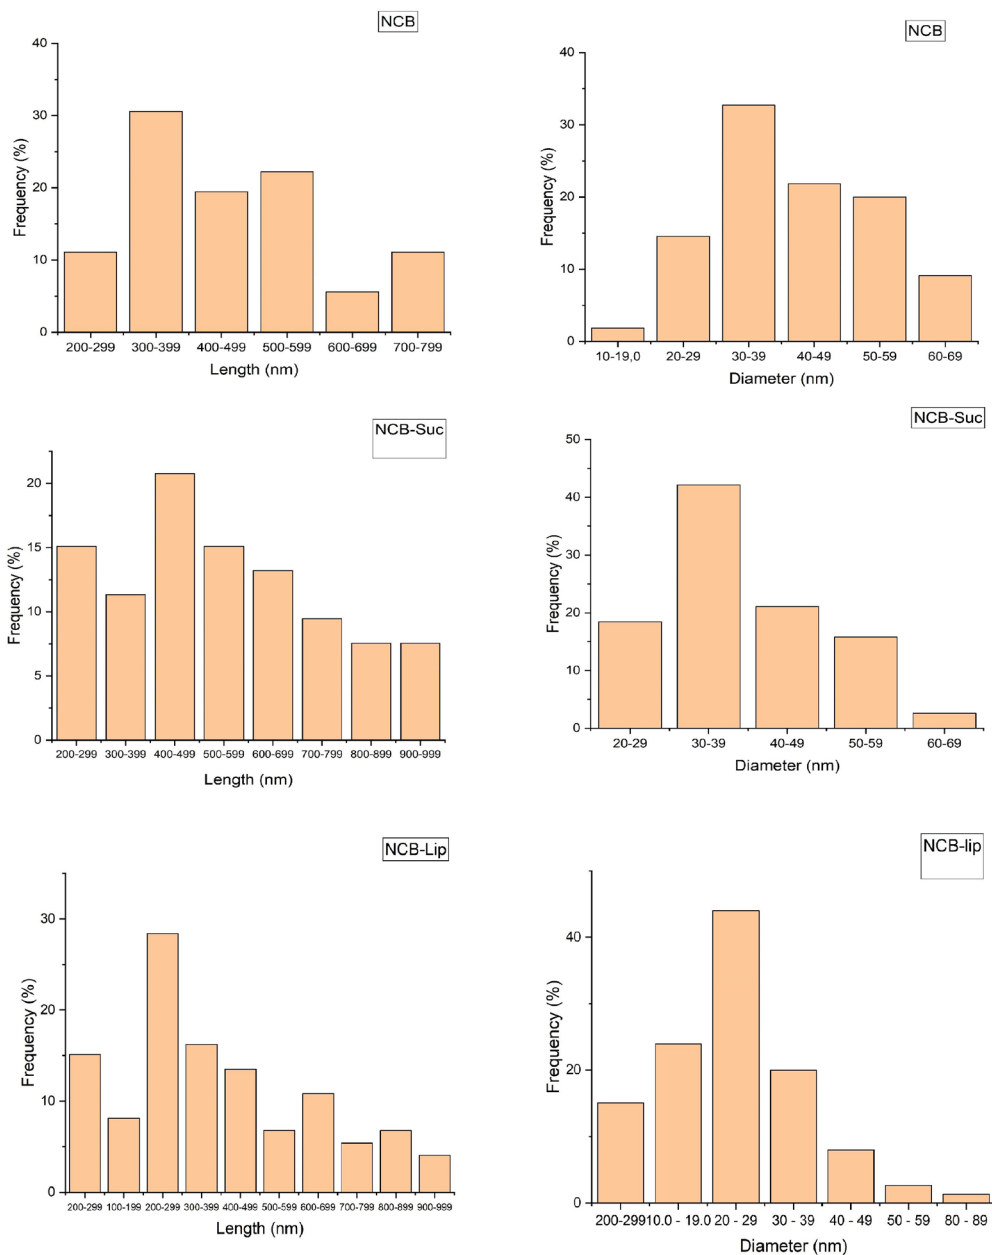 NCB
40
30
20
10
0
Frequency (%)
200-299 300-399 400-499 500-599 600-699 700-799
Length (nm)
NCB
40
30
20
10
0
Frequency (%)
10-19,0 20-29 30-39 40-49 50-59 60-69
Diameter (nm)
NCB-Suc
20
15
10
5
0
Frequency (%)
200-299 300-399 400-499 500-599 600-699 700-799 800-899 900-999
Length (nm)
NCB-Suc
50
40
30
20
10
0
Frequency (%)
20-29 30-39 40-49 50-59 60-69
Diameter (nm)
NCB-Lip
30
20
10
0
Frequency (%)
200-299 100-199 200-299 300-399 400-499 500-599 600-699 700-799 800-899 900-989
Length (nm)
NCB-lip
40
20
0
Frequency (%)
200-299 10.0 - 19.0 20 - 29 30 - 39 40 - 49 50 - 59 80 - 89
Diameter (nm)